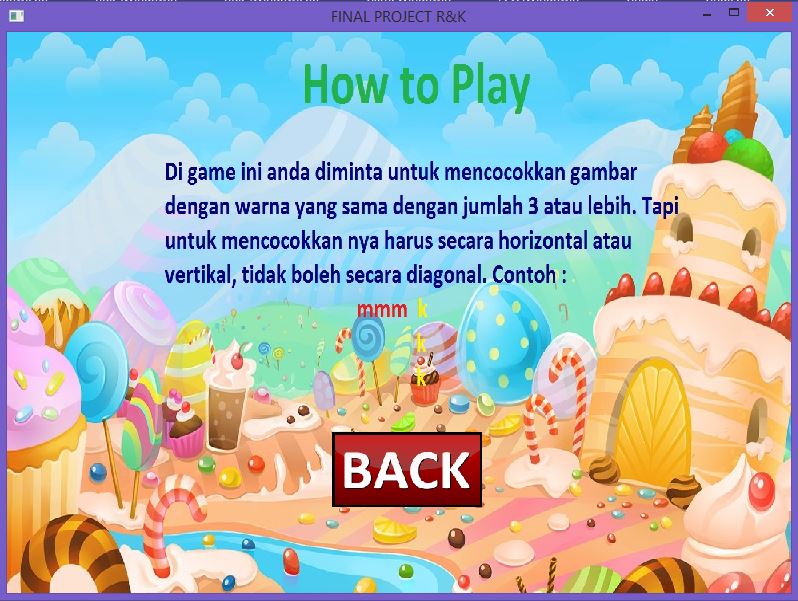 FINAL PROJECT R&K
How to Play
Di game ini anda diminta untuk mencocokkan gambar
dengan warna yang sama dengan jumlah 3 atau lebih. Tapi
untuk mencocokkan nya harus secara horizontal atau
vertikal, tidak boleh secara diagonal. Contoh :
mmm k
k
k
BACK